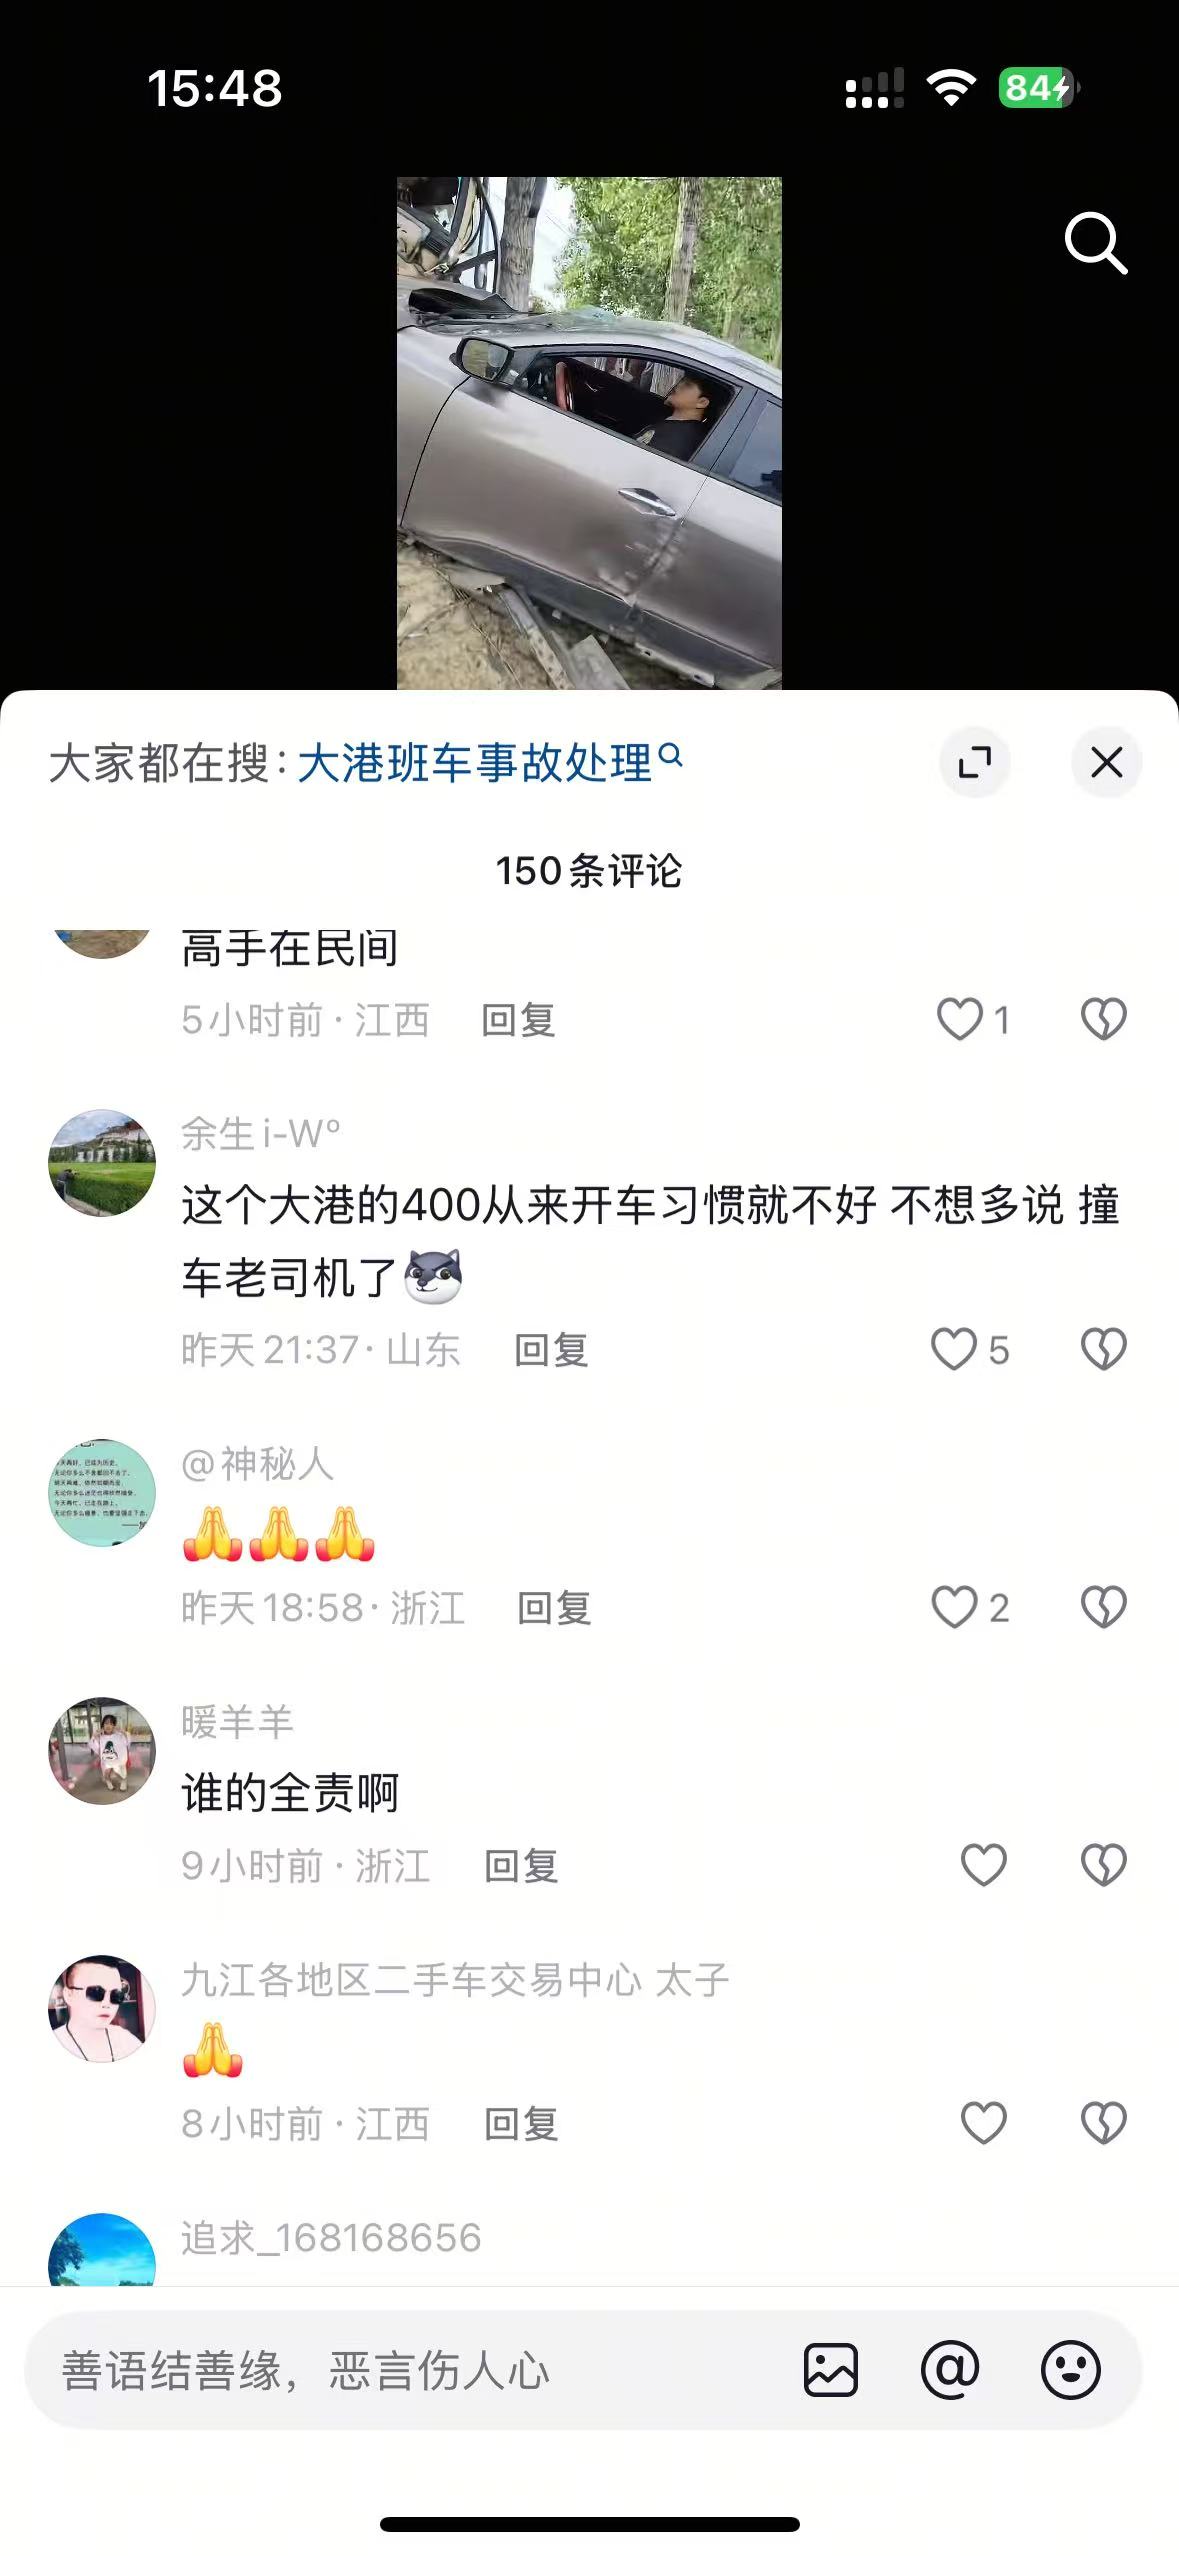 15:48
84
大家都在搜:大港班车事故处理
150条评论
高手在民间
5小时前·江西 回复
1
余生i-Wº
这个大港的400从来开车习惯就不好 不想多说 撞
车老司机了
昨天21:37·山东 回复
5
@神秘人
🙏🙏🙏
昨天18:58·浙江 回复
2
暖羊羊
谁的全责啊
9小时前·浙江 回复
九江各地区二手车交易中心 太子
🙏
8小时前·江西 回复
追求_168168656
善语结善缘，恶言伤人心